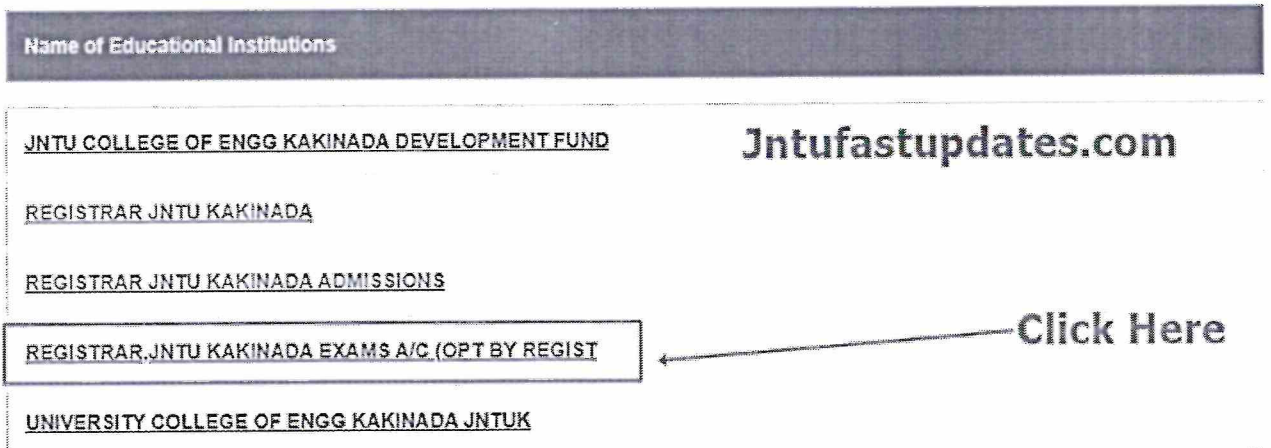 Name of Educational Institutions
JNTU COLLEGE OF ENGG KAKINADA DEVELOPMENT FUND
Jntufastupdates.com
REGISTRAR JNTU KAKINADA
REGISTRAR JNTU KAKINADA ADMISSIONS
REGISTRAR,JNTU KAKINADA EXAMS A/C (OPT BY REGIST
Click Here
UNIVERSITY COLLEGE OF ENGG KAKINADA JNTUK